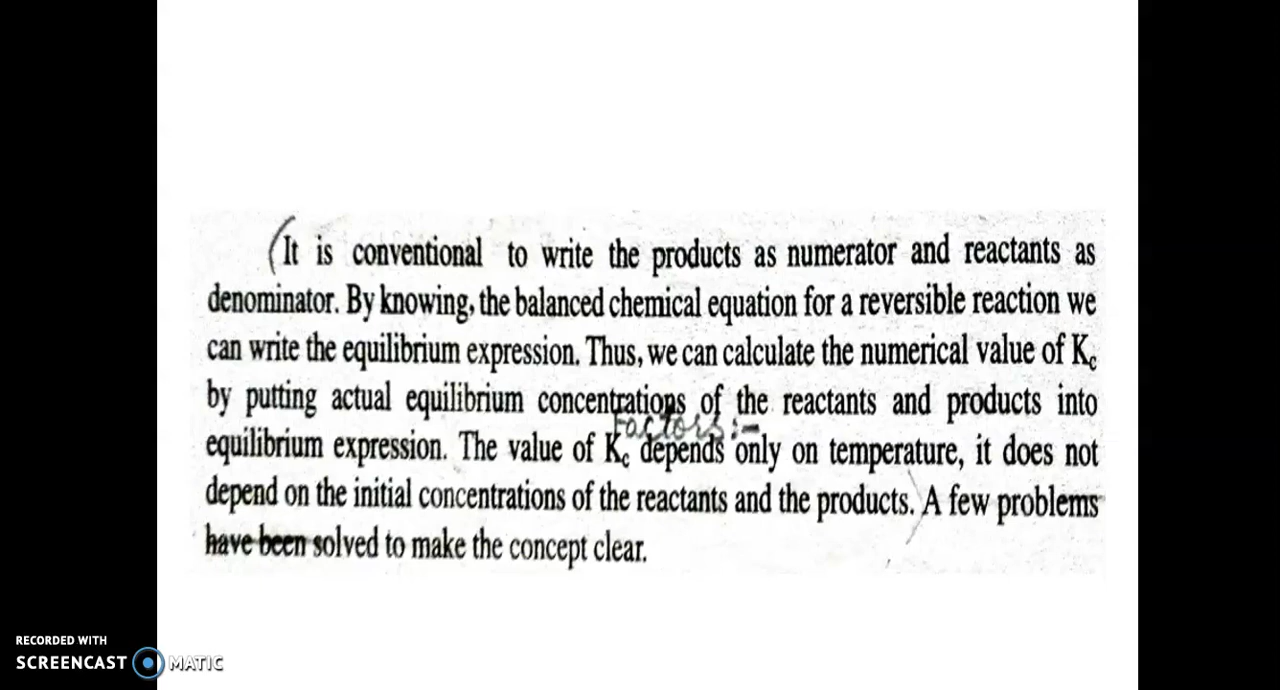 (It is conventional to write the products as numerator and reactants as
denominator. By knowing, the balanced chemical equation for a reversible reaction we
can write the equilibrium expression. Thus, we can calculate the numerical value of Kc
by putting actual equilibrium concentrations of the reactants and products into
Factors:-
equilibrium expression. The value of Kc depends only on temperature, it does not
depend on the initial concentrations of the reactants and the products.) A few problems
have been solved to make the concept clear.
RECORDED WITH
SCREENCAST MATIC